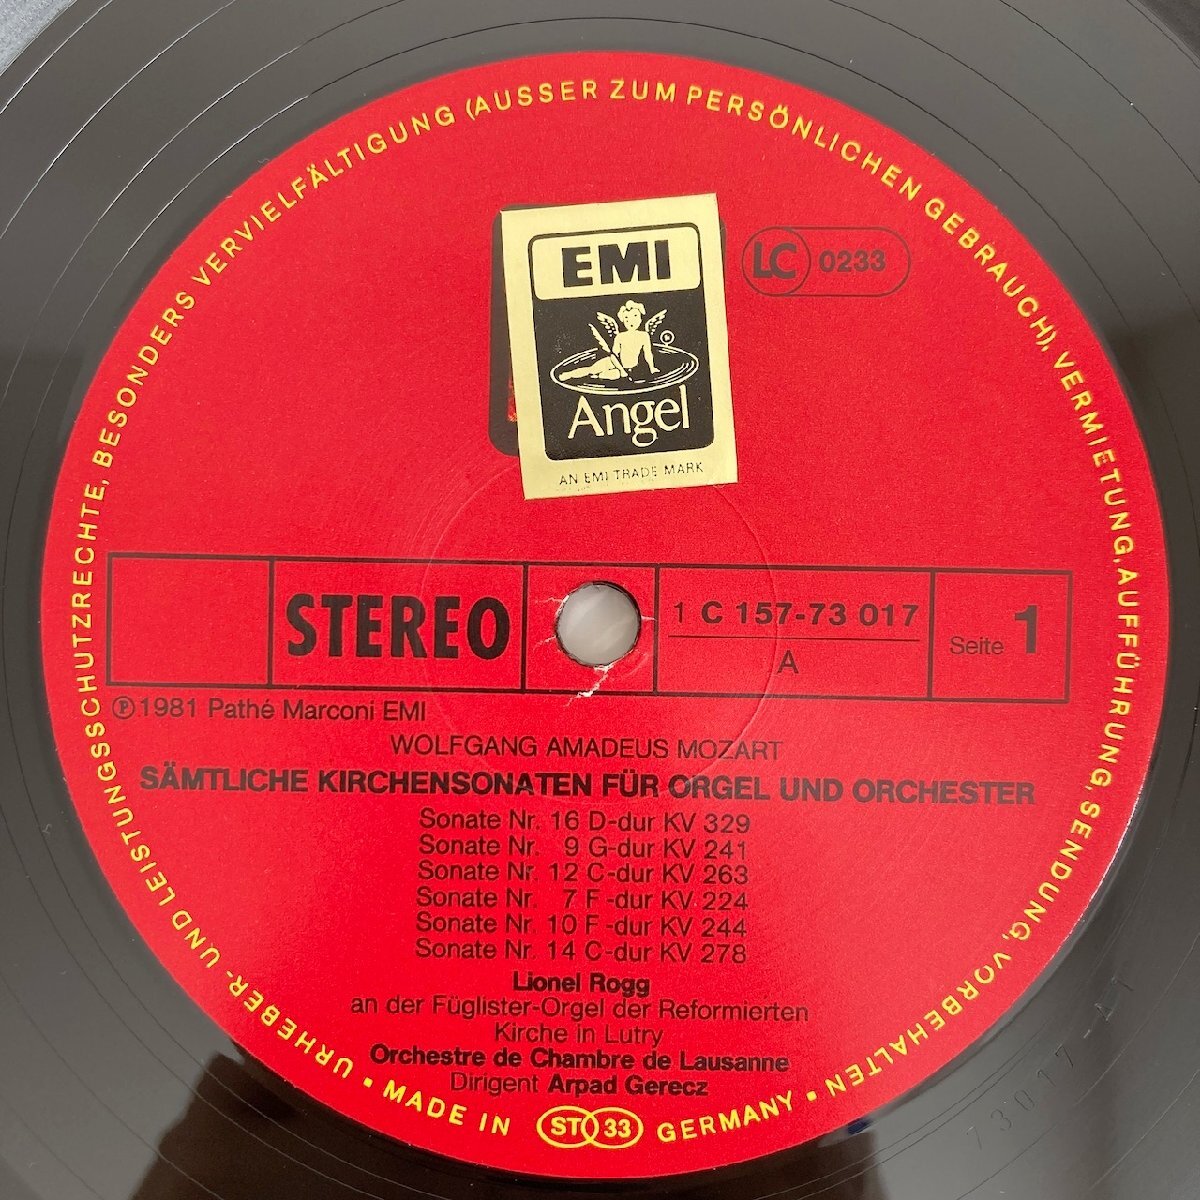 URHEBER- UND LEISTUNGSSCHUTZRECHTE, BESONDERS VERVIELFÄLTIGUNG (AUSSER ZUM PERSÖNLICHEN GEBRAUCH), VERMIETUNG, AUFFÜHRUNG, SENDUNG, VORBEHALTEN
EMI
Angel
AN EMI TRADE MARK
LC 0233
STEREO
1 C 157-73 017
A
Seite 1
℗ 1981 Pathé Marconi EMI
WOLFGANG AMADEUS MOZART
SÄMTLICHE KIRCHENSONATEN FÜR ORGEL UND ORCHESTER
Sonate Nr. 16 D-dur KV 329
Sonate Nr. 9 G-dur KV 241
Sonate Nr. 12 C-dur KV 263
Sonate Nr. 7 F-dur KV 224
Sonate Nr. 10 F-dur KV 244
Sonate Nr. 14 C-dur KV 278
Lionel Rogg
an der Füglister-Orgel der Reformierten
Kirche in Lutry
Orchestre de Chambre de Lausanne
Dirigent Arpad Gerecz
• MADE IN ST 33 GERMANY •